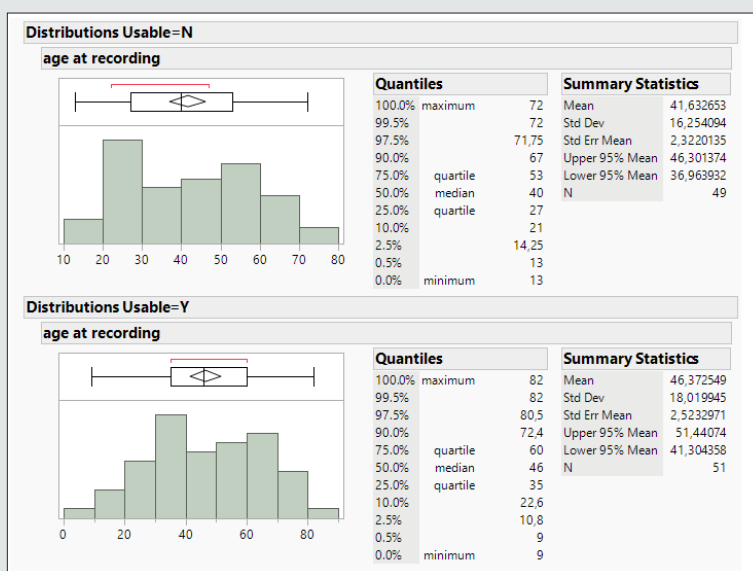 Distributions Usable=N
age at recording
Quantiles
100.0% maximum 72
99.5% 72
97.5% 71,75
90.0% 67
75.0% quartile 53
50.0% median 40
25.0% quartile 27
10.0% 21
2.5% 14,25
0.5% 13
0.0% minimum 13
Summary Statistics
Mean 41,632653
Std Dev 16,254094
Std Err Mean 2,3220135
Upper 95% Mean 46,301374
Lower 95% Mean 36,963932
N 49
10 20 30 40 50 60 70 80
Distributions Usable=Y
age at recording
Quantiles
100.0% maximum 82
99.5% 82
97.5% 80,5
90.0% 72,4
75.0% quartile 60
50.0% median 46
25.0% quartile 35
10.0% 22,6
2.5% 10,8
0.5% 9
0.0% minimum 9
Summary Statistics
Mean 46,372549
Std Dev 18,019945
Std Err Mean 2,5232971
Upper 95% Mean 51,44074
Lower 95% Mean 41,304358
N 51
0 20 40 60 80